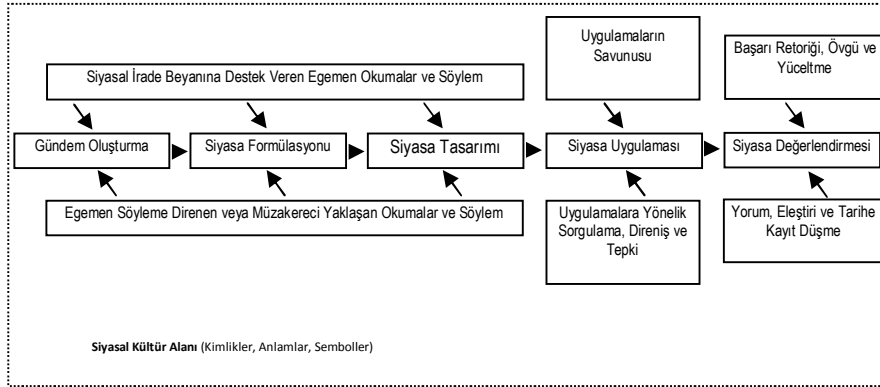 Uygulamaların
Savunusu
Başarı Retoriği, Övgü ve
Yüceltme
Siyasal İrade Beyanına Destek Veren Egemen Okumalar ve Söylem
Gündem Oluşturma
Siyasa Formülasyonu
Siyasa Tasarımı
Siyasa Uygulaması
Siyasa Değerlendirmesi
Egemen Söyleme Direnen veya Müzakereci Yaklaşan Okumalar ve Söylem
Uygulamalara Yönelik
Sorgulama, Direniş ve
Tepki
Yorum, Eleştiri ve Tarihe
Kayıt Düşme
Siyasal Kültür Alanı (Kimlikler, Anlamlar, Semboller)